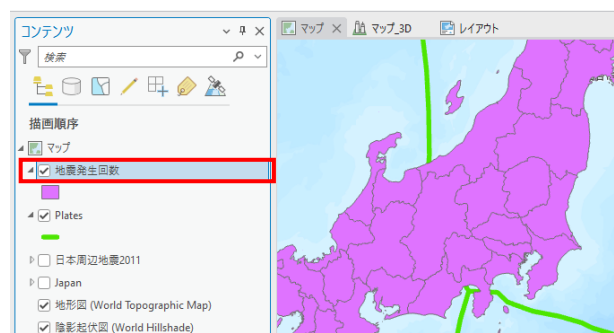 コンテンツ
マップ
マップ_3D
レイアウト
検索
描画順序
マップ
地震発生回数
Plates
日本周辺地震2011
Japan
地形図 (World Topographic Map)
陰影起伏図 (World Hillshade)